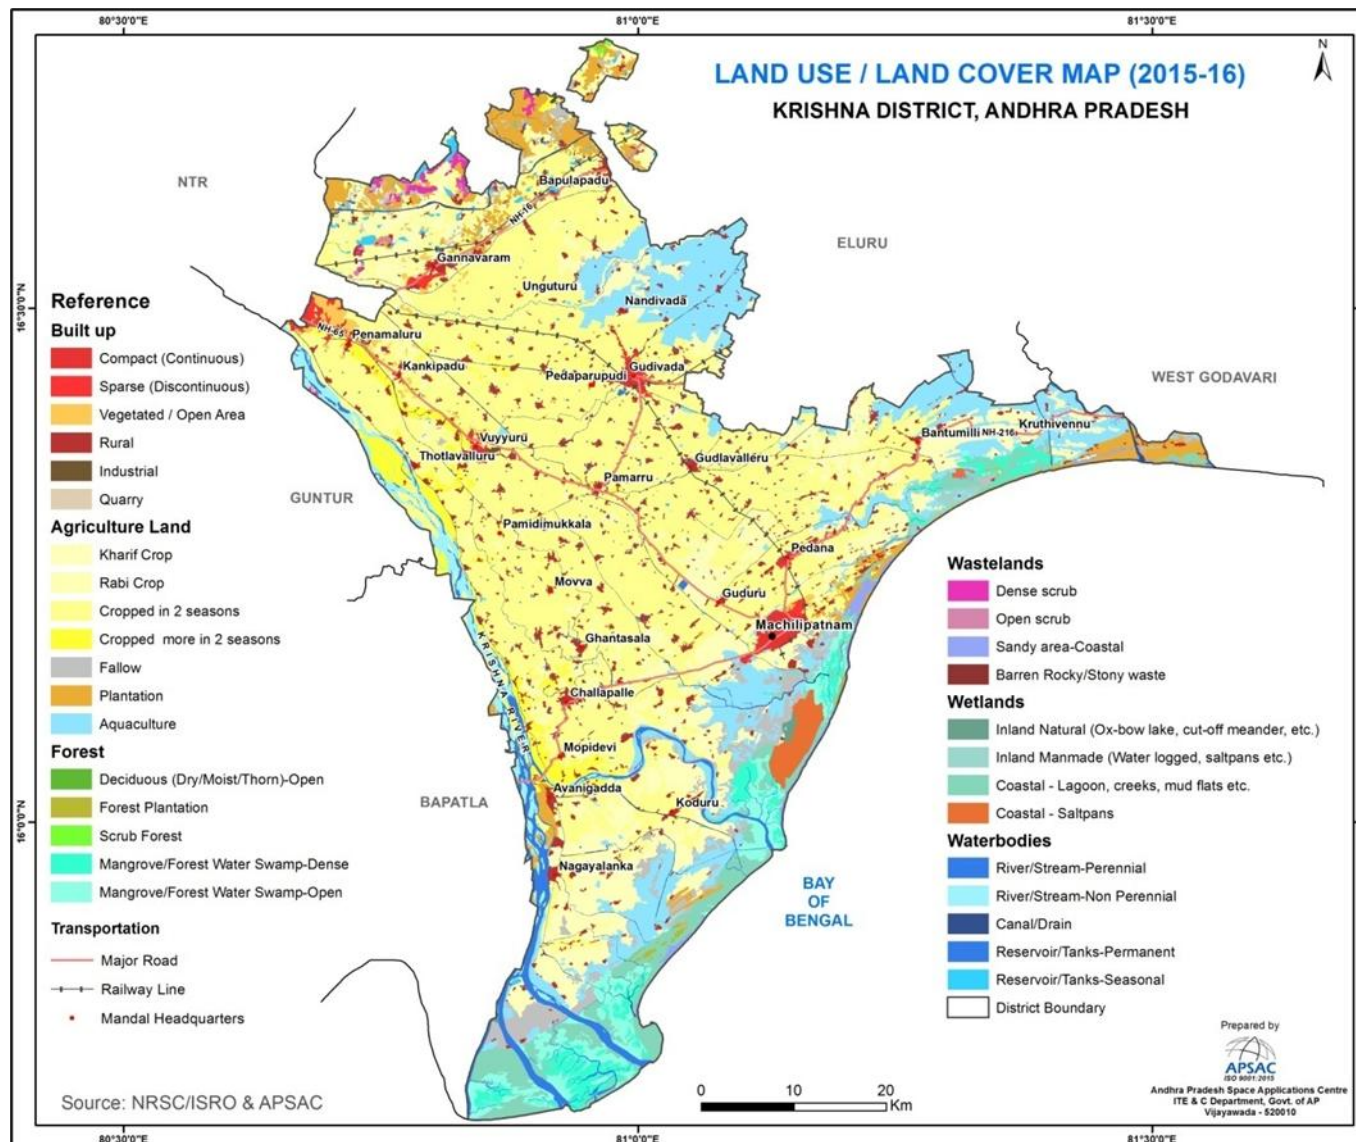 80°30'0"E
81°0'0"E
81°30'0"E
N
LAND USE / LAND COVER MAP (2015-16)
KRISHNA DISTRICT, ANDHRA PRADESH
NTR
Bapulapadu
NH-16
ELURU
Gannavaram
Unguturu
Nandivada
16°30'0"N
Reference
Built up
Compact (Continuous)
Sparse (Discontinuous)
Vegetated / Open Area
Rural
Industrial
Quarry
Agriculture Land
Kharif Crop
Rabi Crop
Cropped in 2 seasons
Cropped more in 2 seasons
Fallow
Plantation
Aquaculture
Forest
Deciduous (Dry/Moist/Thorn)-Open
Forest Plantation
Scrub Forest
Mangrove/Forest Water Swamp-Dense
Mangrove/Forest Water Swamp-Open
Transportation
Major Road
Railway Line
Mandal Headquarters
Source: NRSC/ISRO & APSAC
NH-65
Penamaluru
Kankipadu
Pedaparupudi
Gudivada
WEST GODAVARI
Vuyyuru
Thotlavalluru
Gudlavalleru
Bantumilli
NH-216
Kruthivennu
GUNTUR
Pamarru
Pamidimukkala
Pedana
Movva
Guduru
Machilipatnam
Ghantasala
KRISHNA RIVER
Challapalle
Mopidevi
Avanigadda
BAPATLA
Koduru
Nagayalanka
BAY
OF
BENGAL
Wastelands
Dense scrub
Open scrub
Sandy area-Coastal
Barren Rocky/Stony waste
Wetlands
Inland Natural (Ox-bow lake, cut-off meander, etc.)
Inland Manmade (Water logged, saltpans etc.)
Coastal - Lagoon, creeks, mud flats etc.
Coastal - Saltpans
Waterbodies
River/Stream-Perennial
River/Stream-Non Perennial
Canal/Drain
Reservoir/Tanks-Permanent
Reservoir/Tanks-Seasonal
District Boundary
16°0'0"N
0 10 20
Km
Prepared by
APSAC
ISO 9001:2015
Andhra Pradesh Space Applications Centre
ITE & C Department, Govt. of AP
Vijayawada - 520010
80°30'0"E
81°0'0"E
81°30'0"E